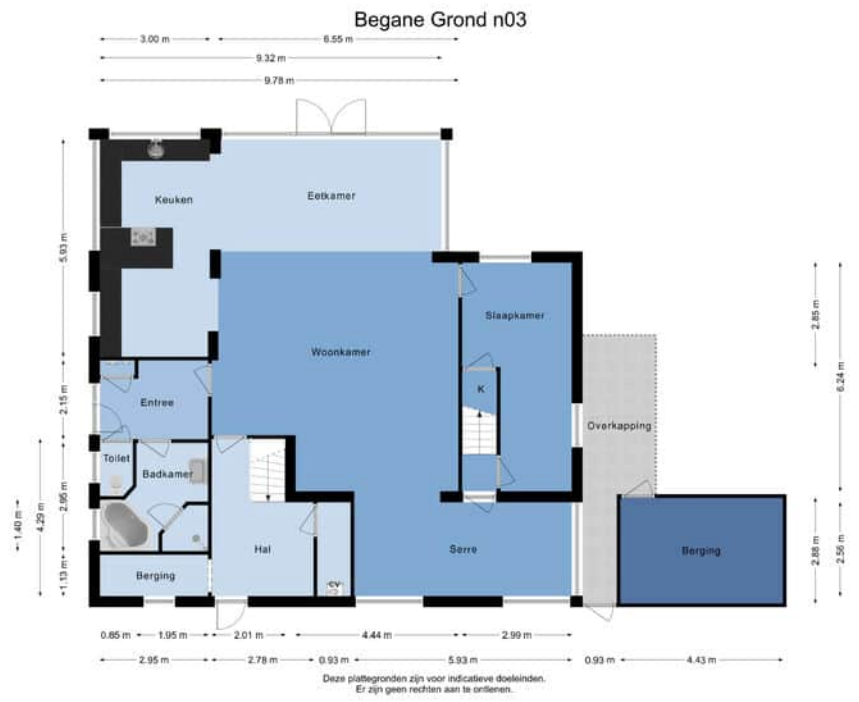 Begane Grond n03
3.00 m
6.55 m
9.32 m
9.78 m
Keuken
Eetkamer
5.93 m
Slaapkamer
2.85 m
Woonkamer
6.24 m
K
Entree
2.15 m
Overkapping
Toilet
Badkamer
2.95 m
4.29 m
1.40 m
Hal
Serre
Berging
2.88 m
2.56 m
Berging
1.13 m
CV
0.85 m
1.95 m
2.01 m
4.44 m
2.99 m
2.95 m
2.78 m
0.93 m
5.93 m
0.93 m
4.43 m
Deze plattegronden zijn voor indicatieve doeleinden.
Er zijn geen rechten aan te ontlenen.